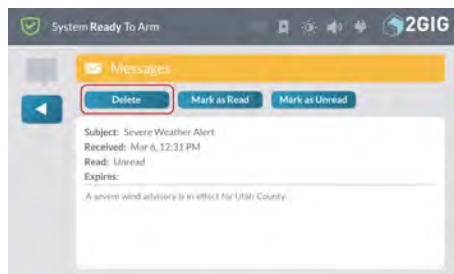 System Ready To Arm
2GIG
Messages
Delete Mark as Read Mark as Unread
Subject: Severe Weather Alert
Received: Mar 6, 12:31 PM
Read: Unread
Expires:
A severe wind advisory is in effect for Utah County.